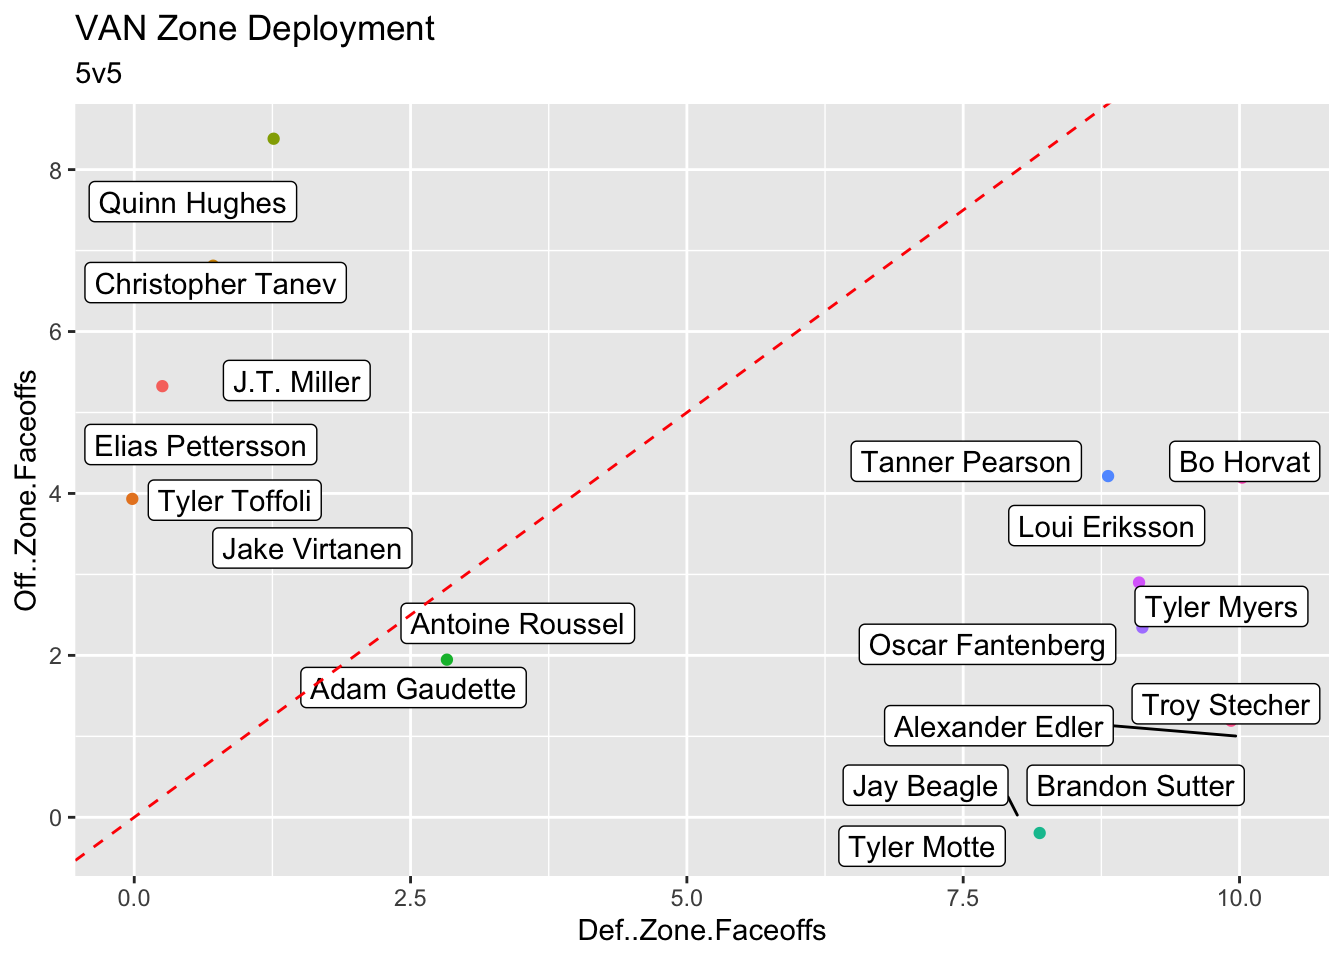 VAN Zone Deployment
5v5
Off..Zone.Faceoffs
8
6
4
2
0
Quinn Hughes
Christopher Tanev
J.T. Miller
Elias Pettersson
Tyler Toffoli
Jake Virtanen
Antoine Roussel
Adam Gaudette
Tanner Pearson
Bo Horvat
Loui Eriksson
Tyler Myers
Oscar Fantenberg
Troy Stecher
Alexander Edler
Jay Beagle
Brandon Sutter
Tyler Motte
0.0
2.5
5.0
7.5
10.0
Def..Zone.Faceoffs